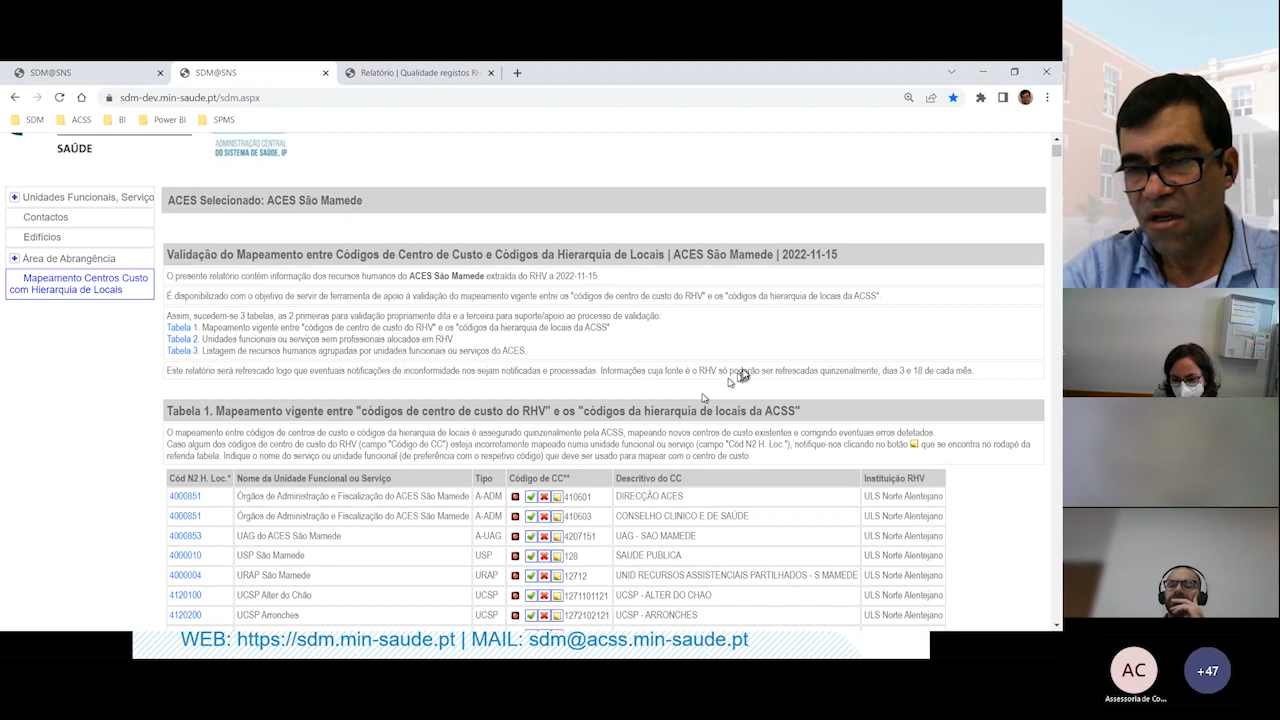 SDM@SNS
SDM@SNS
Relatório | Qualidade registos RH
sdm-dev.min-saude.pt/sdm.aspx
SDM
ACSS
BI
Power BI
SPMS
SAÚDE
ADMINISTRAÇÃO CENTRAL
DO SISTEMA DE SAÚDE, IP
Unidades Funcionais, Serviço
Contactos
Edifícios
Área de Abrangência
Mapeamento Centros Custo
com Hierarquia de Locais
ACES Selecionado: ACES São Mamede
Validação do Mapeamento entre Códigos de Centro de Custo e Códigos da Hierarquia de Locais | ACES São Mamede | 2022-11-15
O presente relatório contém informação dos recursos humanos do ACES São Mamede extraída do RHV a 2022-11-15.
É disponibilizado com o objetivo de servir de ferramenta de apoio à validação do mapeamento vigente entre os "códigos de centro de custo do RHV" e os "códigos da hierarquia de locais da ACSS".
Assim, sucedem-se 3 tabelas, as 2 primeiras para validação propriamente dita e a terceira para suporte/apoio ao processo de validação:
Tabela 1. Mapeamento vigente entre "códigos de centro de custo do RHV" e os "códigos da hierarquia de locais da ACSS"
Tabela 2. Unidades funcionais ou serviços sem profissionais alocados em RHV
Tabela 3. Listagem de recursos humanos agrupadas por unidades funcionais ou serviços do ACES.
Este relatório será refrescado logo que eventuais notificações de inconformidade nos sejam notificadas e processadas. Informações cuja fonte é o RHV só ser refrescadas quinzenalmente, dias 3 e 18 de cada mês.
Tabela 1. Mapeamento vigente entre "códigos de centro de custo do RHV" e os "códigos da hierarquia de locais da ACSS"
O mapeamento entre códigos de centros de custo e códigos da hierarquia de locais é assegurado quinzenalmente pela ACSS, mapeando novos centros de custo existentes e corrigindo eventuais erros detetados.
Caso algum dos códigos de centro de custo do RHV (campo "Código de CC") esteja incorretamente mapeado numa unidade funcional ou serviço (campo "Cód N2 H. Loc."), notifique-nos clicando no botão que se encontra no rodapé da
refenda tabela. Indique o nome do serviço ou unidade funcional (de preferência com o respetivo código) que deve ser usado para mapear com o centro de custo.
Cód N2 H. Loc.* Nome da Unidade Funcional ou Serviço Tipo Código de CC** Descritivo do CC Instituição RHV
4000851 Órgãos de Administração e Fiscalização do ACES São Mamede A-ADM 410601 DIRECÇÃO ACES ULS Norte Alentejano
4000851 Órgãos de Administração e Fiscalização do ACES São Mamede A-ADM 410603 CONSELHO CLINICO E DE SAÚDE ULS Norte Alentejano
4000853 UAG do ACES São Mamede A-UAG 4207151 UAG - SAO MAMEDE ULS Norte Alentejano
4000010 USP São Mamede USP 128 SAUDE PUBLICA ULS Norte Alentejano
4000004 URAP São Mamede URAP 12712 UNID RECURSOS ASSISTENCIAIS PARTILHADOS - S MAMEDE ULS Norte Alentejano
4120100 UCSP Alter do Chão UCSP 1271101121 UCSP - ALTER DO CHAO ULS Norte Alentejano
4120200 UCSP Arronches UCSP 1272102121 UCSP - ARRONCHES ULS Norte Alentejano
WEB: https://sdm.min-saude.pt | MAIL: sdm@acss.min-saude.pt
AC
Assessoria de Co...
+47